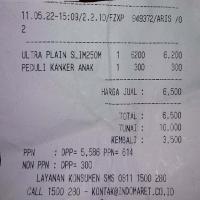 11.05.22-15:09/2.2.10/FZXP 949372/ARIS /0
2
ULTRA PLAIN SLIM250M 1 6200 6,200
PEDULI KANKER ANAK 1 300 300
HARGA JUAL : 6,500
TOTAL : 6,500
TUNAI : 10,000
KEMBALI : 3,500
PPN : DPP= 5,586 PPN= 614
NON PPN : DPP= 300
LAYANAN KONSUMEN SMS 0811 1500 280
CALL 1500 280 - KONTAK@INDOMARET.CO.ID